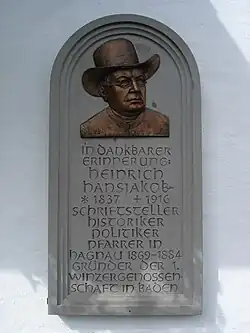 IN DANKBARER
ERINNERUNG:
HEINRICH
HANSJAKOB
* 1837 + 1916
SCHRIFTSTELLER
HISTORIKER
POLITIKER
PFARRER IN
HAGNAU 1869-1884
GRÜNDER DER 1.
WINZERGENOSSEN-
SCHAFT IN BADEN